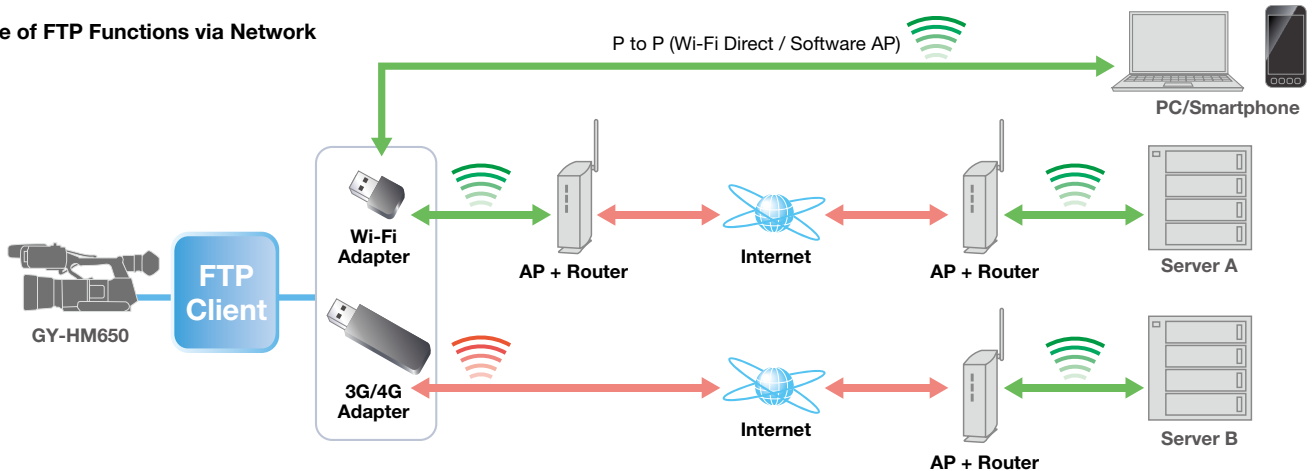 e of FTP Functions via Network
P to P (Wi-Fi Direct / Software AP)
PC/Smartphone
Wi-Fi
Adapter
AP + Router
Internet
AP + Router
Server A
FTP
Client
GY-HM650
3G/4G
Adapter
Internet
AP + Router
Server B